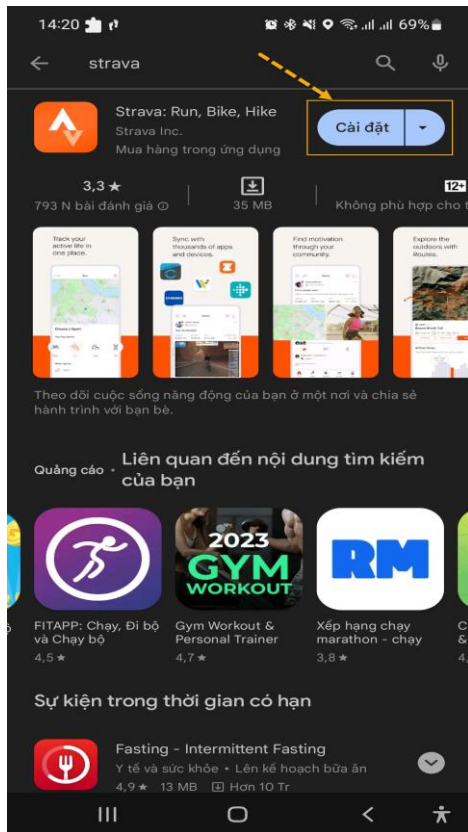 14:20
69%
strava
Strava: Run, Bike, Hike
Strava Inc.
Mua hàng trong ứng dụng
Cài đặt
3,3 ★
793 N bài đánh giá
35 MB
12+
Không phù hợp cho t
Track your
active life in
one place.
Sync with
thousands of apps
and devices.
Find motivation
through your
community.
Explore the
outdoors with
Routes.
Theo dõi cuộc sống năng động của bạn ở một nơi và chia sẻ
hành trình với bạn bè.
Quảng cáo • Liên quan đến nội dung tìm kiếm
của bạn
2023
GYM
WORKOUT
RM
FITAPP: Chạy, Đi bộ
và Chạy bộ
4,5 ★
Gym Workout &
Personal Trainer
4,7 ★
Xếp hạng chạy
marathon - chạy
3,8 ★
C
&
4,
Sự kiện trong thời gian có hạn
Fasting - Intermittent Fasting
Y tế và sức khỏe • Lên kế hoạch bữa ăn
4,9 ★ 13 MB Hơn 10 Tr